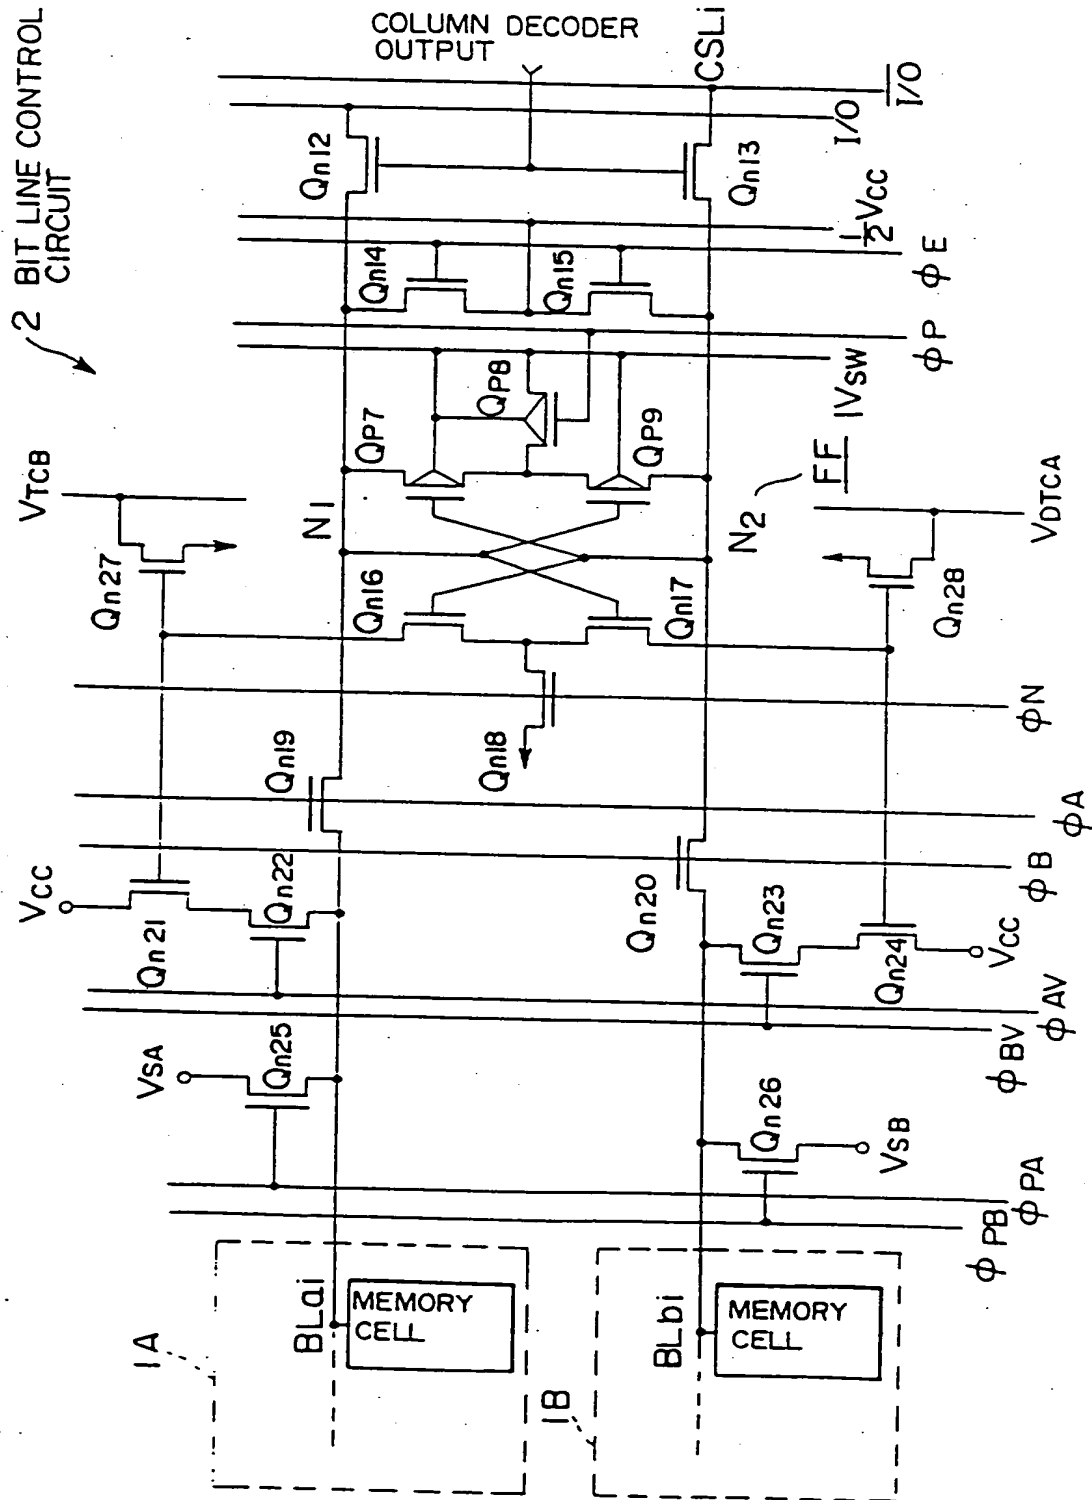 2 BIT LINE CONTROL
CIRCUIT
COLUMN DECODER
OUTPUT
CSLi
I/O
I/O
Qn12
Qn13
1/2 VCC
φE
Qn14
Qn15
φP
IVSW
QP7
QP8
QP9
VTCB
N1
N2
FF
VDTCA
Qn27
Qn16
Qn17
Qn28
φN
Qn18
Qn19
φA
φB
Qn20
VCC
Qn21
Qn22
Qn23
Qn24
VCC
φAV
φBV
VSA
Qn25
Qn26
VSB
φPA
φPB
1A
BLai
MEMORY
CELL
1B
BLbi
MEMORY
CELL